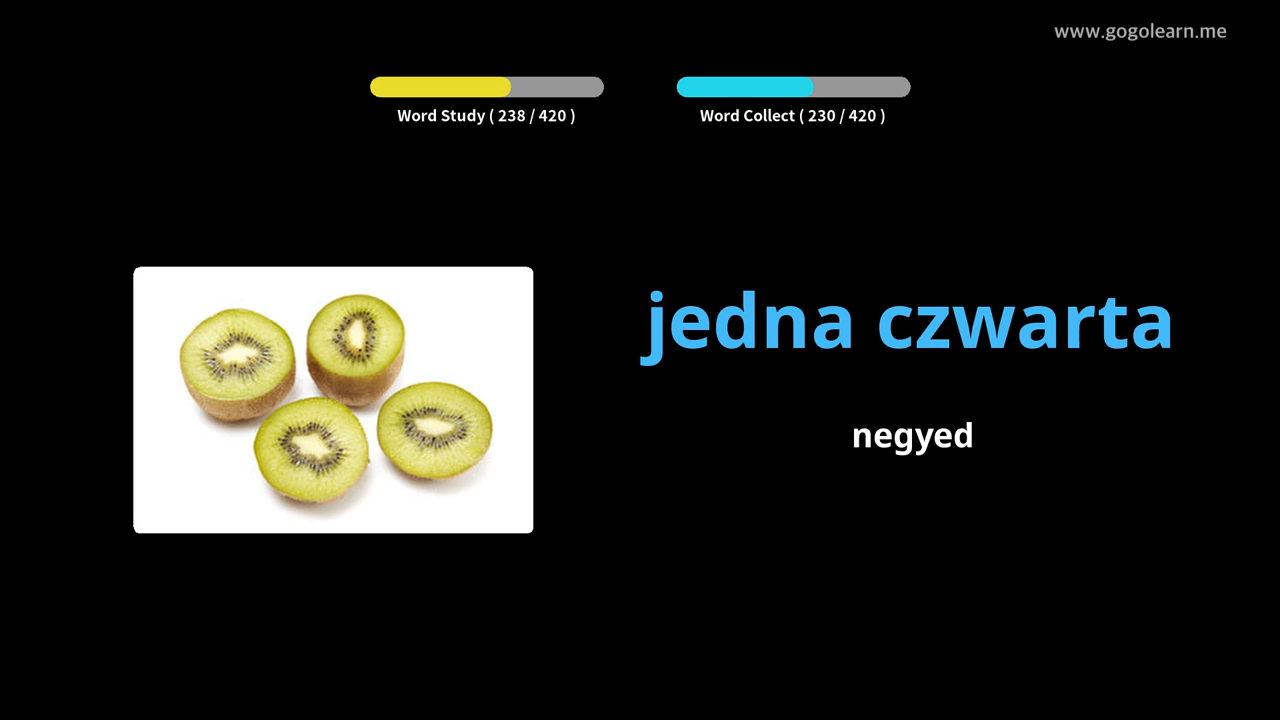 www.gogolearn.me
Word Study ( 238 / 420 )
Word Collect ( 230 / 420 )
jedna czwarta
negyed